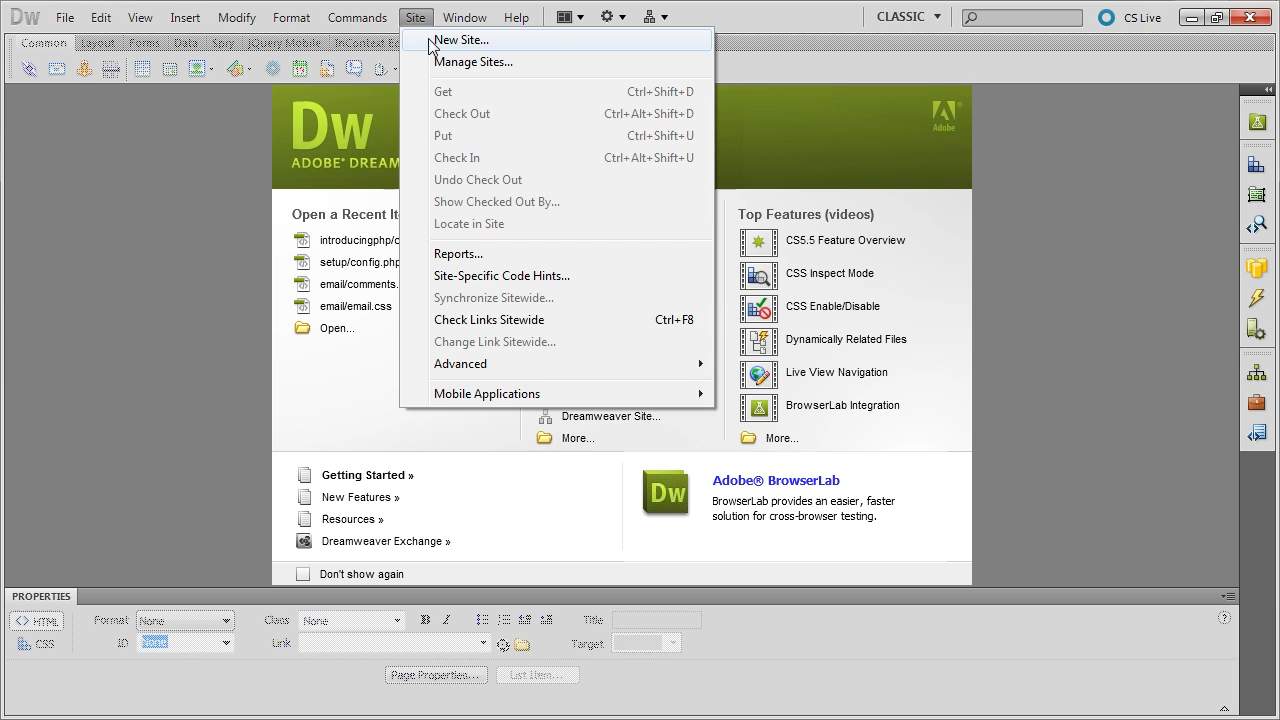 Dw File Edit View Insert Modify Format Commands Site Window Help CLASSIC CS Live
Common
New Site...
Manage Sites...
Get Ctrl+Shift+D
Check Out Ctrl+Alt+Shift+D
Put Ctrl+Shift+U
Check In Ctrl+Alt+Shift+U
Undo Check Out
Show Checked Out By...
Locate in Site
Reports...
Site-Specific Code Hints...
Synchronize Sitewide...
Check Links Sitewide Ctrl+F8
Change Link Sitewide...
Advanced
Mobile Applications
Dw
ADOBE® DREAM
Adobe
Open a Recent It
introducingphp/c
setup/config.php
email/comments.
email/email.css
Open...
Dreamweaver Site...
More...
Top Features (videos)
CS5.5 Feature Overview
CSS Inspect Mode
CSS Enable/Disable
Dynamically Related Files
Live View Navigation
BrowserLab Integration
More...
Getting Started »
New Features »
Resources »
Dreamweaver Exchange »
Dw
Adobe® BrowserLab
BrowserLab provides an easier, faster
solution for cross-browser testing.
Don't show again
PROPERTIES
<> HTML Format None Class None B I Title
CSS ID None Link Target
Page Properties... List Item...